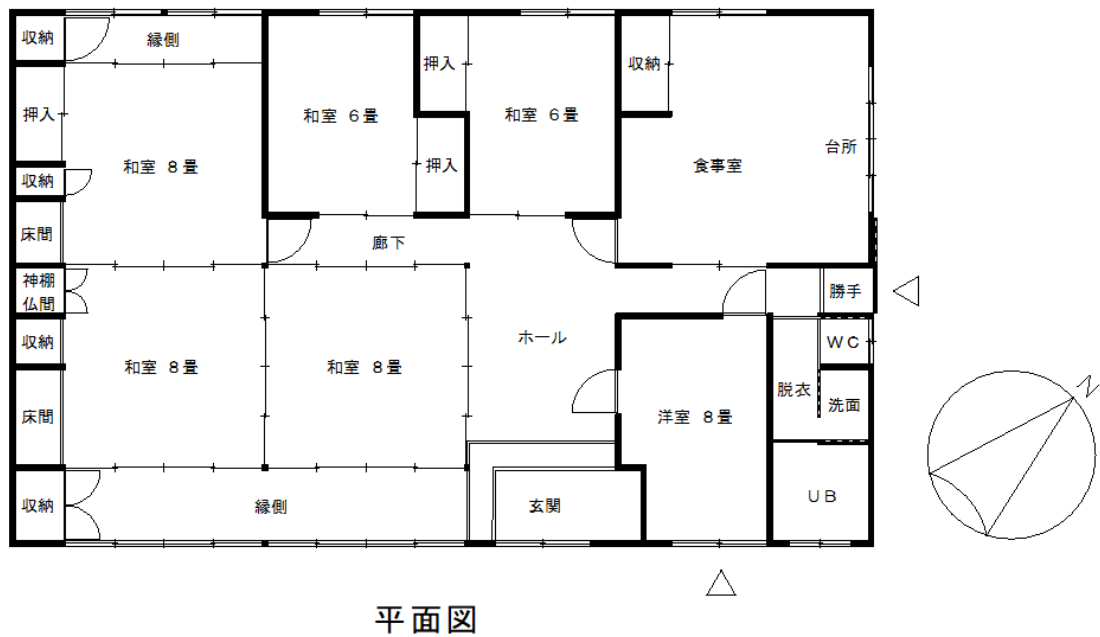 収納
縁側
押入
和室 6畳
押入
和室 6畳
収納
台所
食事室
和室 8畳
押入
収納
床間
廊下
神棚
仏間
勝手
収納
和室 8畳
和室 8畳
ホール
WC
脱衣
洗面
床間
洋室 8畳
収納
縁側
玄関
UB
N
平面図